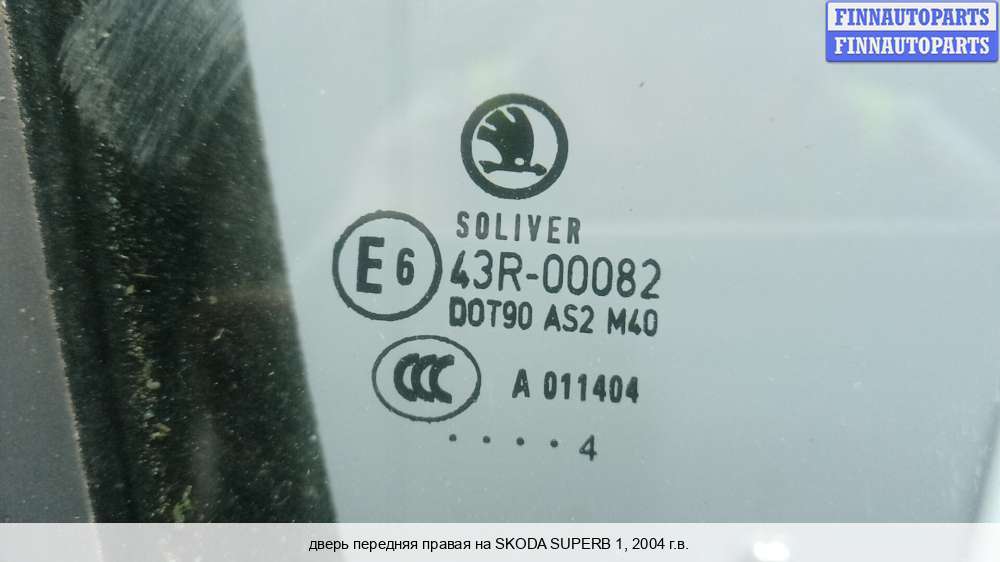 FINNAUTOPARTS
FINNAUTOPARTS
SOLIVER
E6 43R-00082
DOT90 AS2 M40
CCC A 011404
. . . . 4
дверь передняя правая на SKODA SUPERB 1, 2004 г.в.